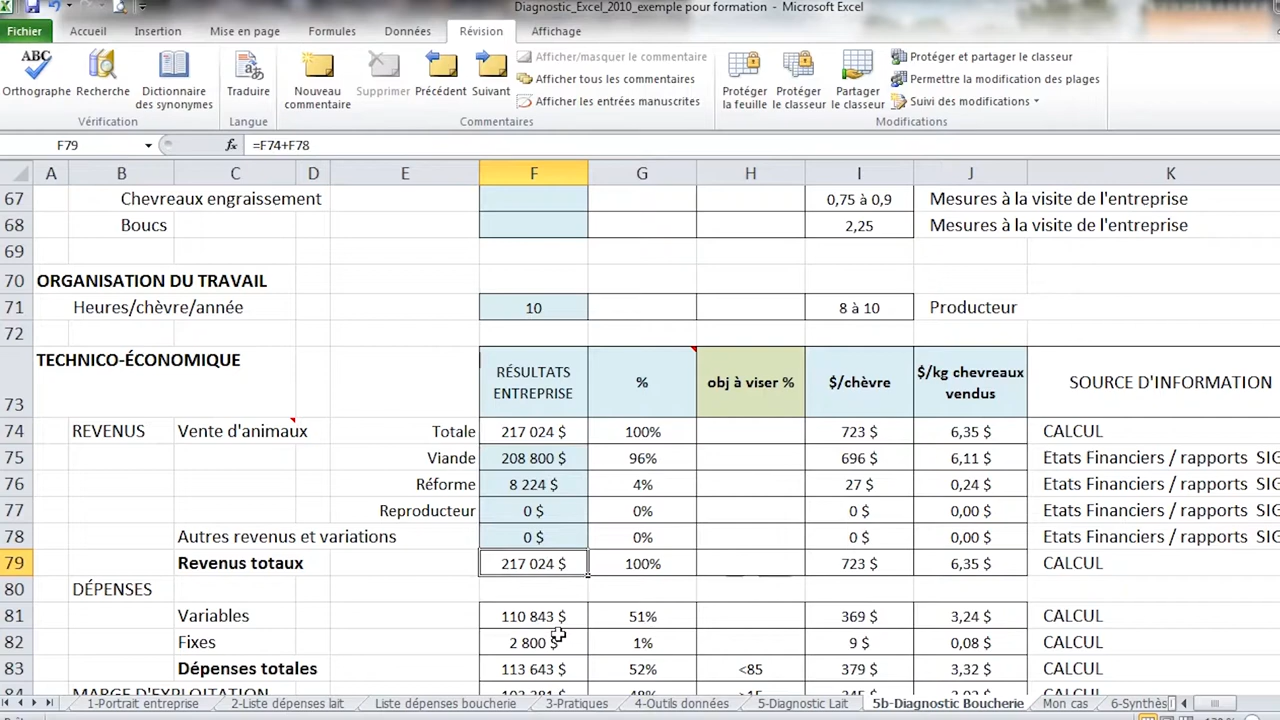 Diagnostic_Excel_2010_exemple pour formation - Microsoft Excel
Fichier Accueil Insertion Mise en page Formules Données Révision Affichage
ABC
Orthographe
Recherche
Dictionnaire
des synonymes
Vérification
Traduire
Langue
Nouveau
commentaire
Supprimer
Précédent
Suivant
Afficher/masquer le commentaire
Afficher tous les commentaires
Afficher les entrées manuscrites
Commentaires
Protéger
la feuille
Protéger
le classeur
Partager
le classeur
Protéger et partager le classeur
Permettre la modification des plages
Suivi des modifications
Modifications
F79 fx =F74+F78
A B C D E F G H I J K
67 Chevreaux engraissement 0,75 à 0,9 Mesures à la visite de l'entreprise
68 Boucs 2,25 Mesures à la visite de l'entreprise
69
70 ORGANISATION DU TRAVAIL
71 Heures/chèvre/année 10 8 à 10 Producteur
72
73 TECHNICO-ÉCONOMIQUE RÉSULTATS ENTREPRISE % obj à viser % $/chèvre $/kg chevreaux vendus SOURCE D'INFORMATION
74 REVENUS Vente d'animaux Totale 217 024 $ 100% 723 $ 6,35 $ CALCUL
75 Viande 208 800 $ 96% 696 $ 6,11 $ Etats Financiers / rapports SIG
76 Réforme 8 224 $ 4% 27 $ 0,24 $ Etats Financiers / rapports SIG
77 Reproducteur 0 $ 0% 0 $ 0,00 $ Etats Financiers / rapports SIG
78 Autres revenus et variations 0 $ 0% 0 $ 0,00 $ Etats Financiers / rapports SIG
79 Revenus totaux 217 024 $ 100% 723 $ 6,35 $ CALCUL
80 DÉPENSES
81 Variables 110 843 $ 51% 369 $ 3,24 $ CALCUL
82 Fixes 2 800 $ 1% 9 $ 0,08 $ CALCUL
83 Dépenses totales 113 643 $ 52% <85 379 $ 3,32 $ CALCUL
84 MARGE D'EXPLOITATION
1-Portrait entreprise 2-Liste dépenses lait Liste dépenses boucherie 3-Pratiques 4-Outils données 5-Diagnostic Lait 5b-Diagnostic Boucherie Mon cas 6-Synthès